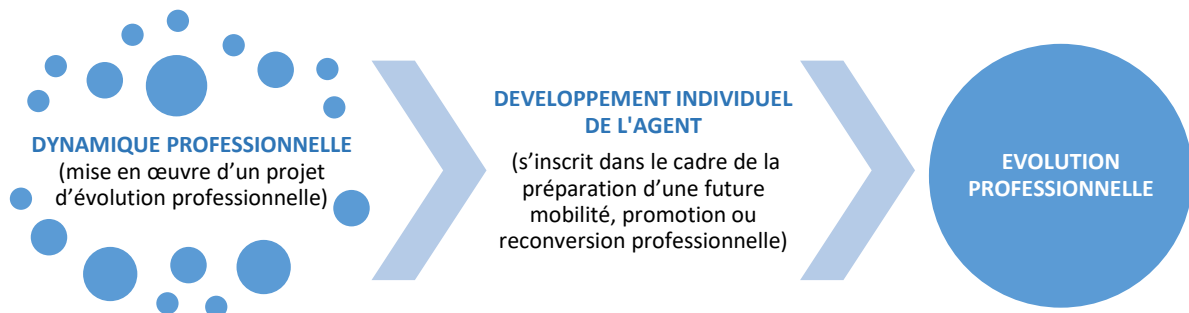 DYNAMIQUE PROFESSIONNELLE
(mise en œuvre d’un projet
d’évolution professionnelle)
DEVELOPPEMENT INDIVIDUEL
DE L'AGENT
(s’inscrit dans le cadre de la
préparation d’une future
mobilité, promotion ou
reconversion professionnelle)
EVOLUTION
PROFESSIONNELLE